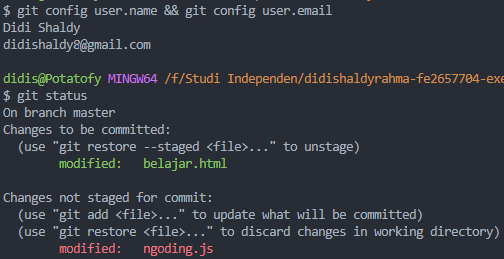 $ git config user.name && git config user.email
Didi Shaldy
didishaldy8@gmail.com
didis@Potatofy MINGW64 /f/Studi Independen/didishaldyrahma-fe2657704-exe
$ git status
On branch master
Changes to be committed:
(use "git restore --staged <file>..." to unstage)
modified: belajar.html
Changes not staged for commit:
(use "git add <file>..." to update what will be committed)
(use "git restore <file>..." to discard changes in working directory)
modified: ngoding.js